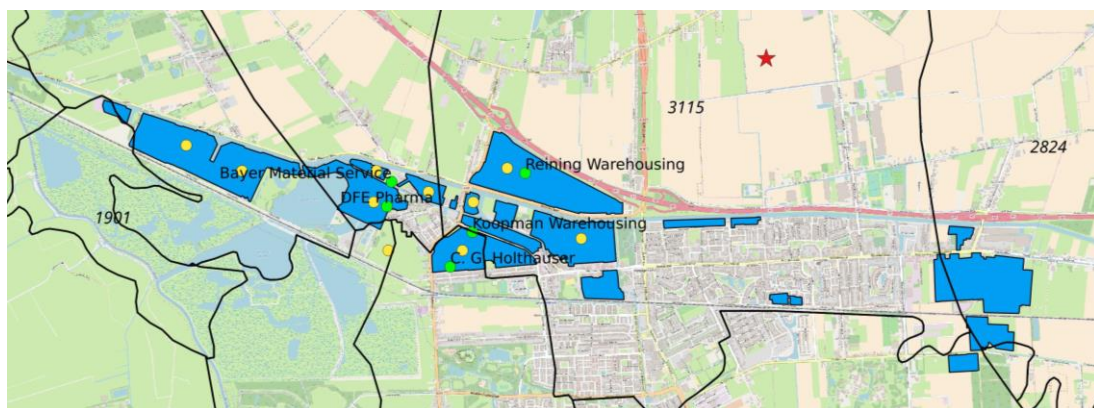 3115
2824
Reining Warehousing
Bayer Material Service
DFE Pharma
1901
Koopman Warehousing
C. G. Holthauser